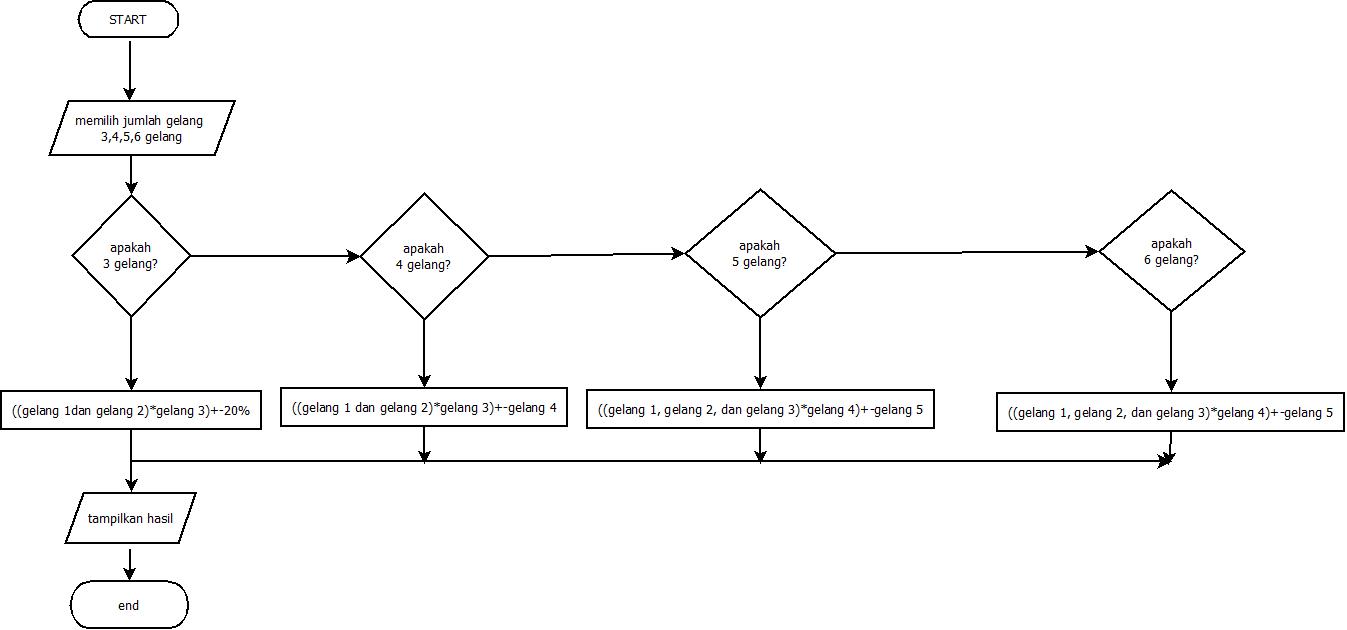 START
memilih jumlah gelang
3,4,5,6 gelang
apakah
3 gelang?
apakah
4 gelang?
apakah
5 gelang?
apakah
6 gelang?
((gelang 1dan gelang 2)*gelang 3)+-20%
((gelang 1 dan gelang 2)*gelang 3)+-gelang 4
((gelang 1, gelang 2, dan gelang 3)*gelang 4)+-gelang 5
((gelang 1, gelang 2, dan gelang 3)*gelang 4)+-gelang 5
tampilkan hasil
end